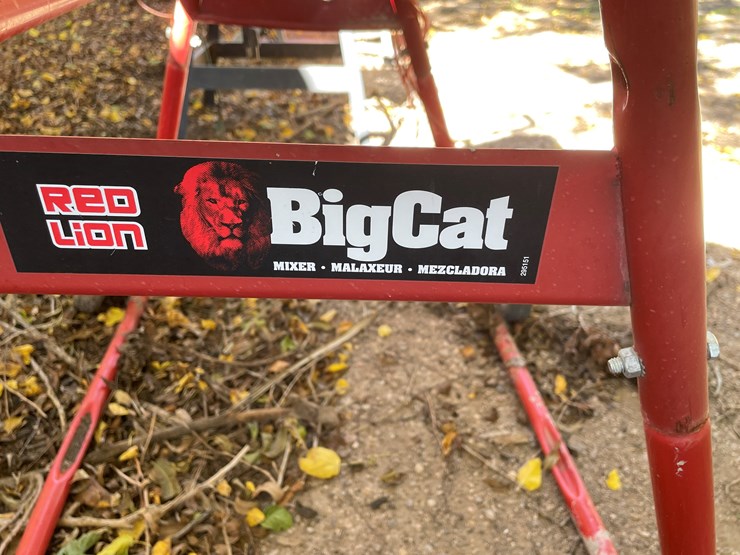 RED
LiOn
BigCat
MIXER • MALAXEUR • MEZCLADORA
295151